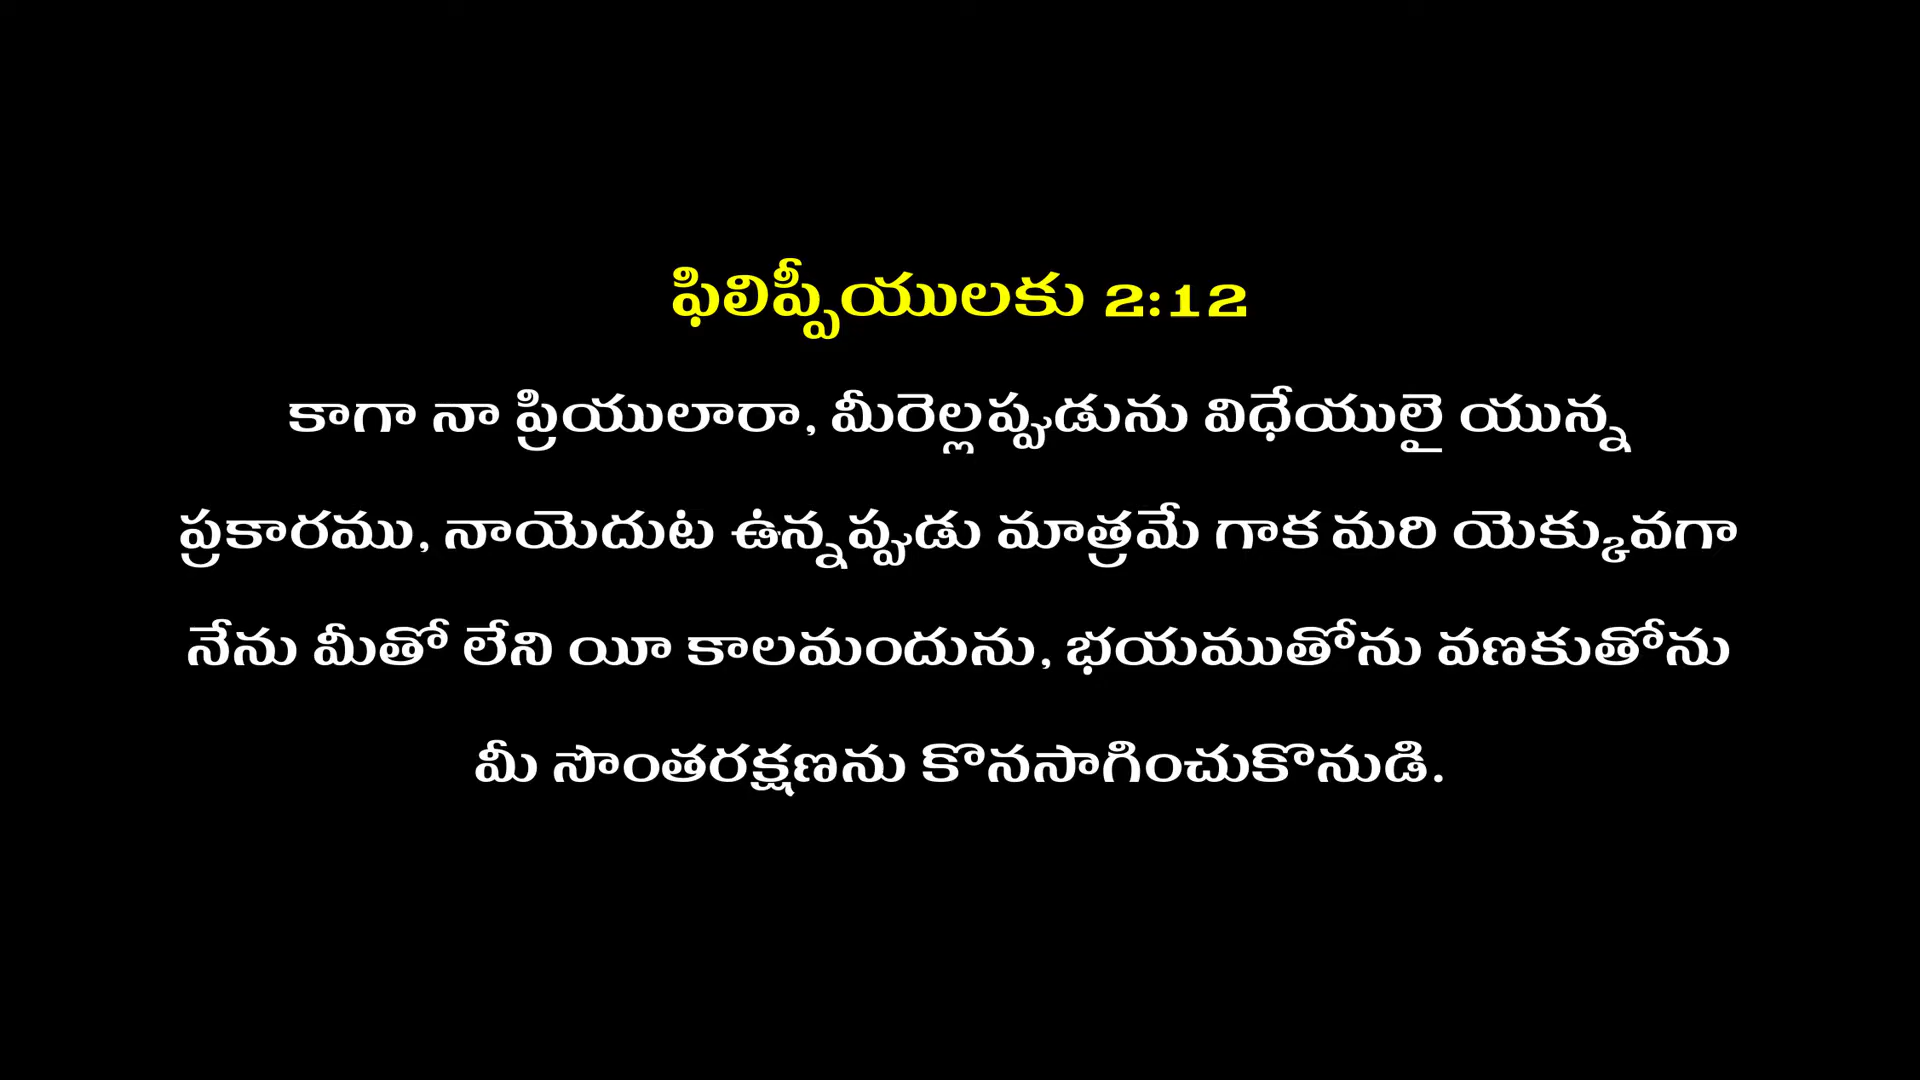 ఫిలిప్పీయులకు 2:12
కాగా నా ప్రియులారా, మీరెల్లప్పుడును విధేయులై యున్న
ప్రకారము, నాయెదుట ఉన్నప్పుడు మాత్రమే గాక మరి యెక్కువగా
నేను మీతో లేని యీ కాలమందును, భయముతోను వణకుతోను
మీ సొంతరక్షణను కొనసాగించుకొనుడి.